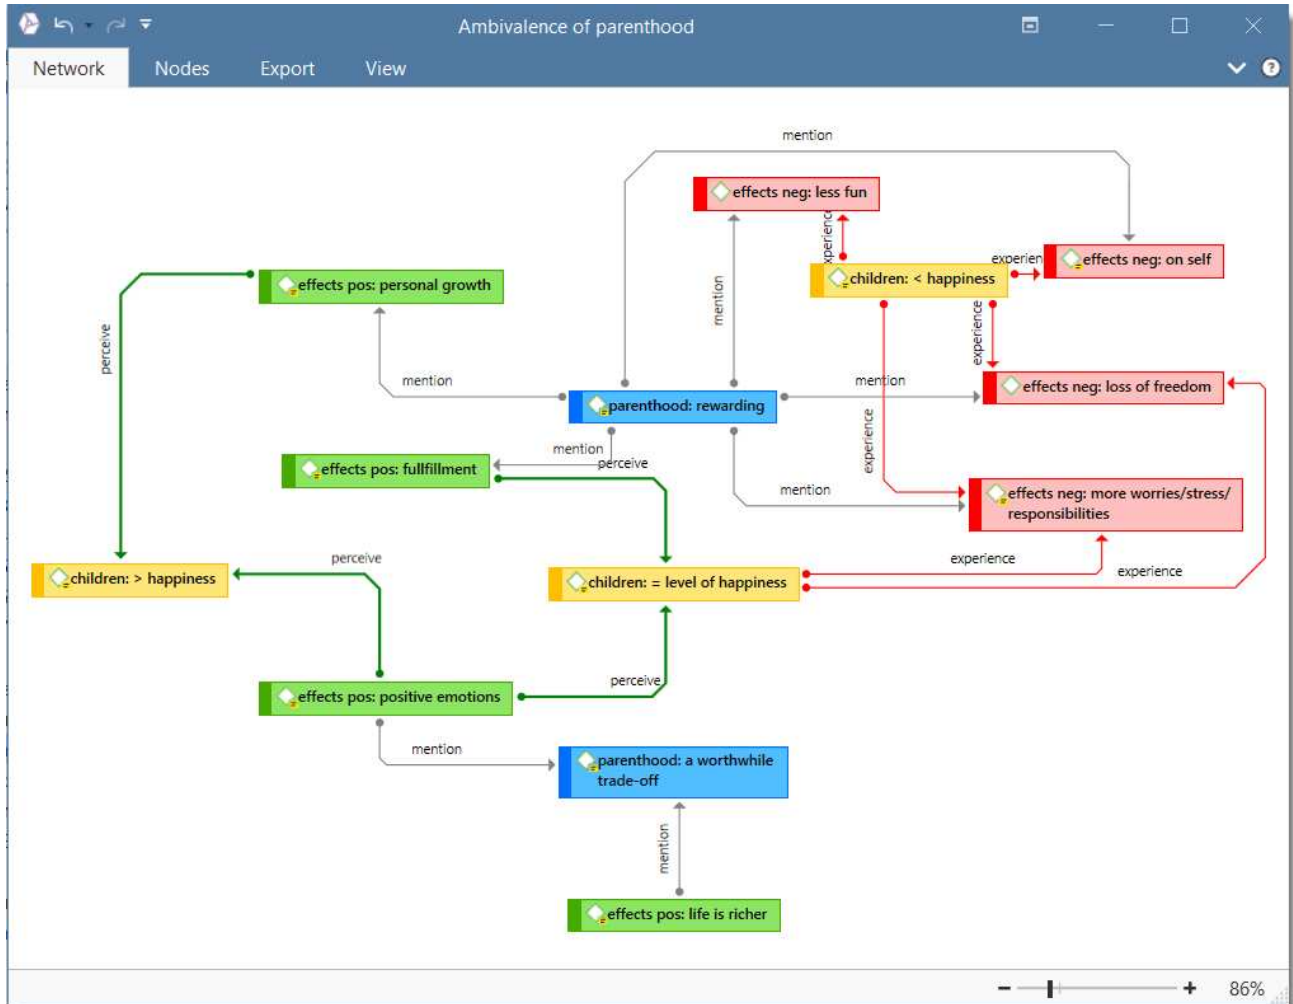 Ambivalence of parenthood
Network Nodes Export View
mention
effects neg: less fun
experience
effects neg: on self
experien
children: < happiness
effects pos: personal growth
perceive
mention
experience
mention
mention
effects neg: loss of freedom
parenthood: rewarding
experience
mention
perceive
effects pos: fullfillment
mention
effects neg: more worries/stress/
responsibilities
perceive
experience
experience
children: > happiness
children: = level of happiness
perceive
effects pos: positive emotions
mention
parenthood: a worthwhile
trade-off
mention
effects pos: life is richer
86%